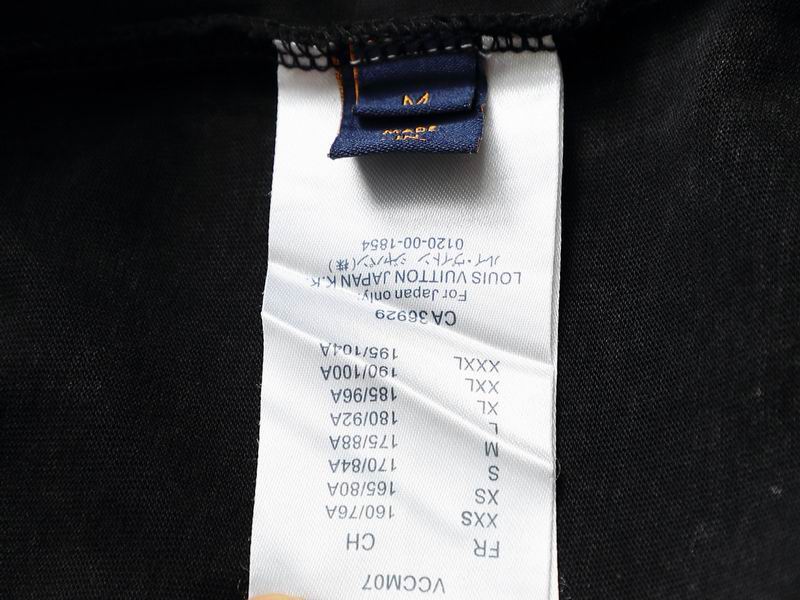 M
MADE
IN
VCCM07
FR CH
XXS 160/76A
XS 165/80A
S 170/84A
M 175/88A
L 180/92A
XL 185/96A
XXL 190/100A
XXXL 195/104A
CA36929
For Japan only:
LOUIS VUITTON JAPAN K.K.
ルイ・ヴィトン ジャパン(株)
0120-00-1854